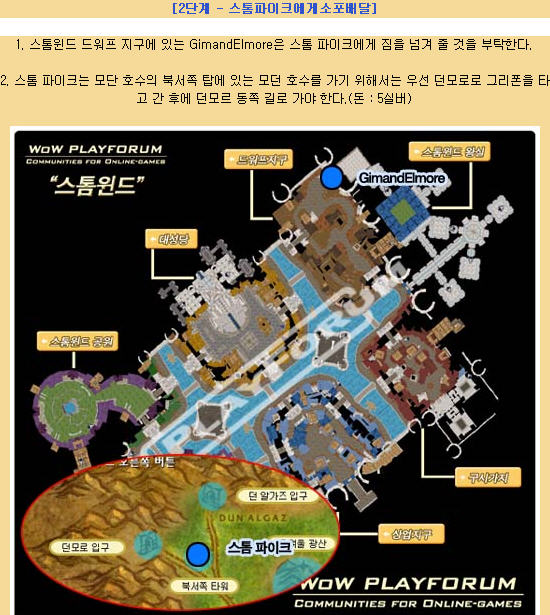 [2단계 - 스톰파이크에게소포배달]
1. 스톰윈드 드워프 지구에 있는 GimandElmore은 스톰 파이크에게 짐을 넘겨 줄 것을 부탁한다.
2. 스톰 파이크는 모단 호수의 북서쪽 탑에 있는 모던 호수를 가기 위해서는 우선 던모로로 그리폰을 타
고 간 후에 던모르 동쪽 길로 가야 한다.(돈 : 5실버)
WOW PLAYFORUM
COMMUNITIES FOR ONLINE-GAMES
"스톰윈드"
드워프지구
스톰윈드 왕실
GimandElmore
대성당
스톰윈드 공원
PLAYFORUM
PLAYFORUM
오른쪽 버튼
구시가지
상업지구
던 알가즈 입구
DUN ALGAZ
던모로 입구
스톰 파이크
광산
북서쪽 타워
WOW PLAYFORUM
COMMUNITIES FOR ONLINE-GAMES